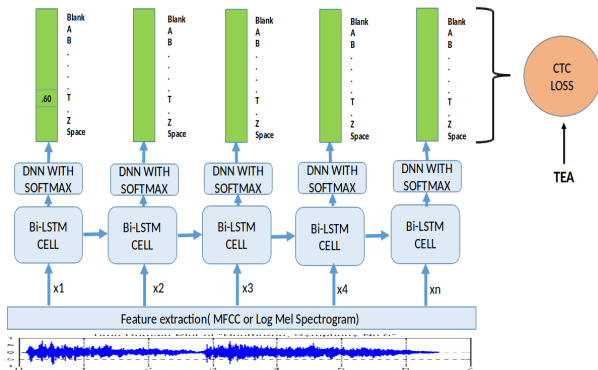 Blank
A
B
.
.
.
.
T
.
Z
Space
Blank
A
B
.
.
.
.
T
.
Z
Space
Blank
A
B
.
.
.
.
T
.
Z
Space
Blank
A
B
.
.
.
.
T
.
Z
Space
Blank
A
B
.
.
.
.
T
.
Z
Space
.60
CTC
LOSS
TEA
DNN WITH
SOFTMAX
DNN WITH
SOFTMAX
DNN WITH
SOFTMAX
DNN WITH
SOFTMAX
DNN WITH
SOFTMAX
Bi-LSTM
CELL
Bi-LSTM
CELL
Bi-LSTM
CELL
Bi-LSTM
CELL
Bi-LSTM
CELL
x1
x2
x3
x4
xn
Feature extraction( MFCC or Log Mel Spectrogram)